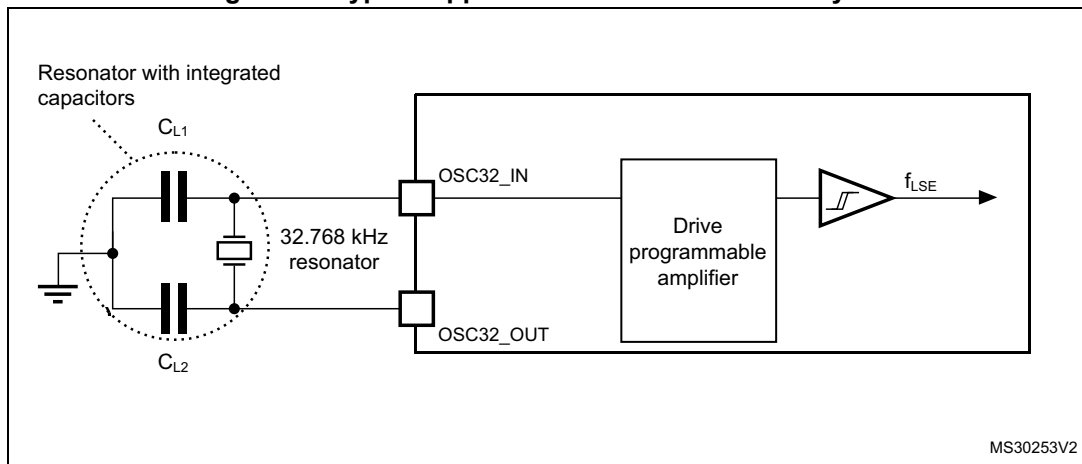 Resonator with integrated
capacitors
CL1
OSC32_IN
fLSE
32.768 kHz
resonator
Drive
programmable
amplifier
OSC32_OUT
CL2
MS30253V2